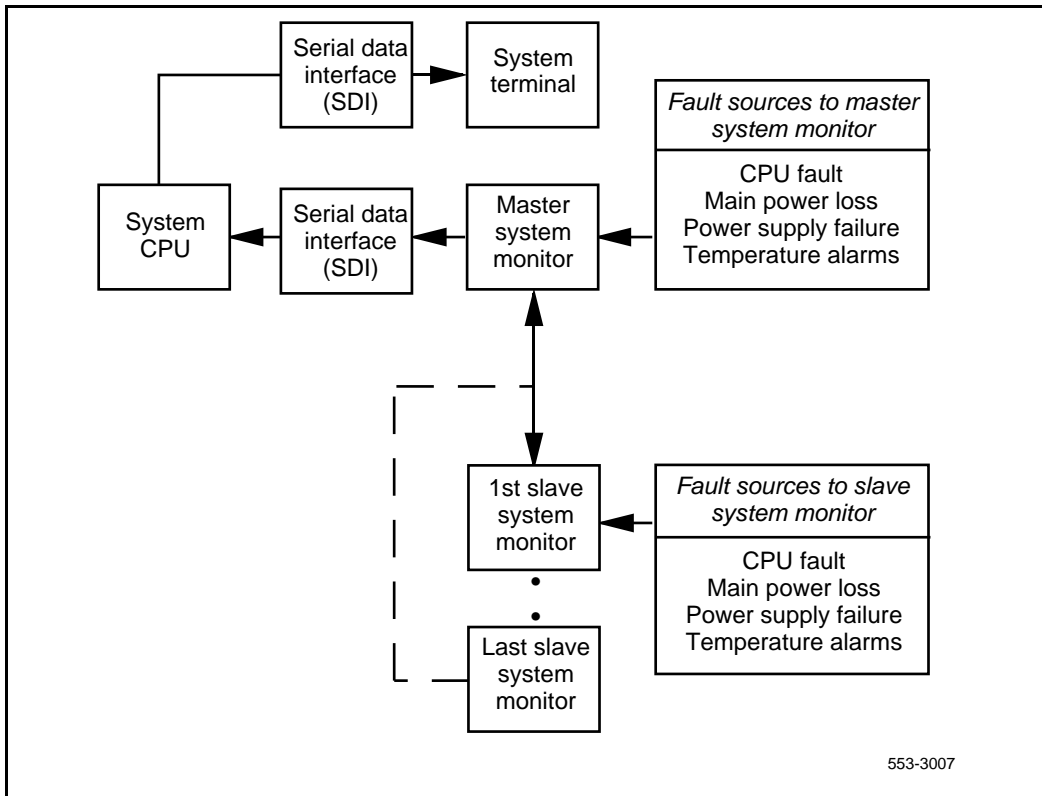 Serial data
interface
(SDI)
System
terminal
Fault sources to master
system monitor
CPU fault
Main power loss
Power supply failure
Temperature alarms
System
CPU
Serial data
interface
(SDI)
Master
system
monitor
1st slave
system
monitor
Fault sources to slave
system monitor
CPU fault
Main power loss
Power supply failure
Temperature alarms
Last slave
system
monitor
553-3007